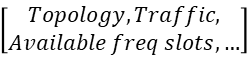 [Topology, Traffic,
Available freq slots, ...]